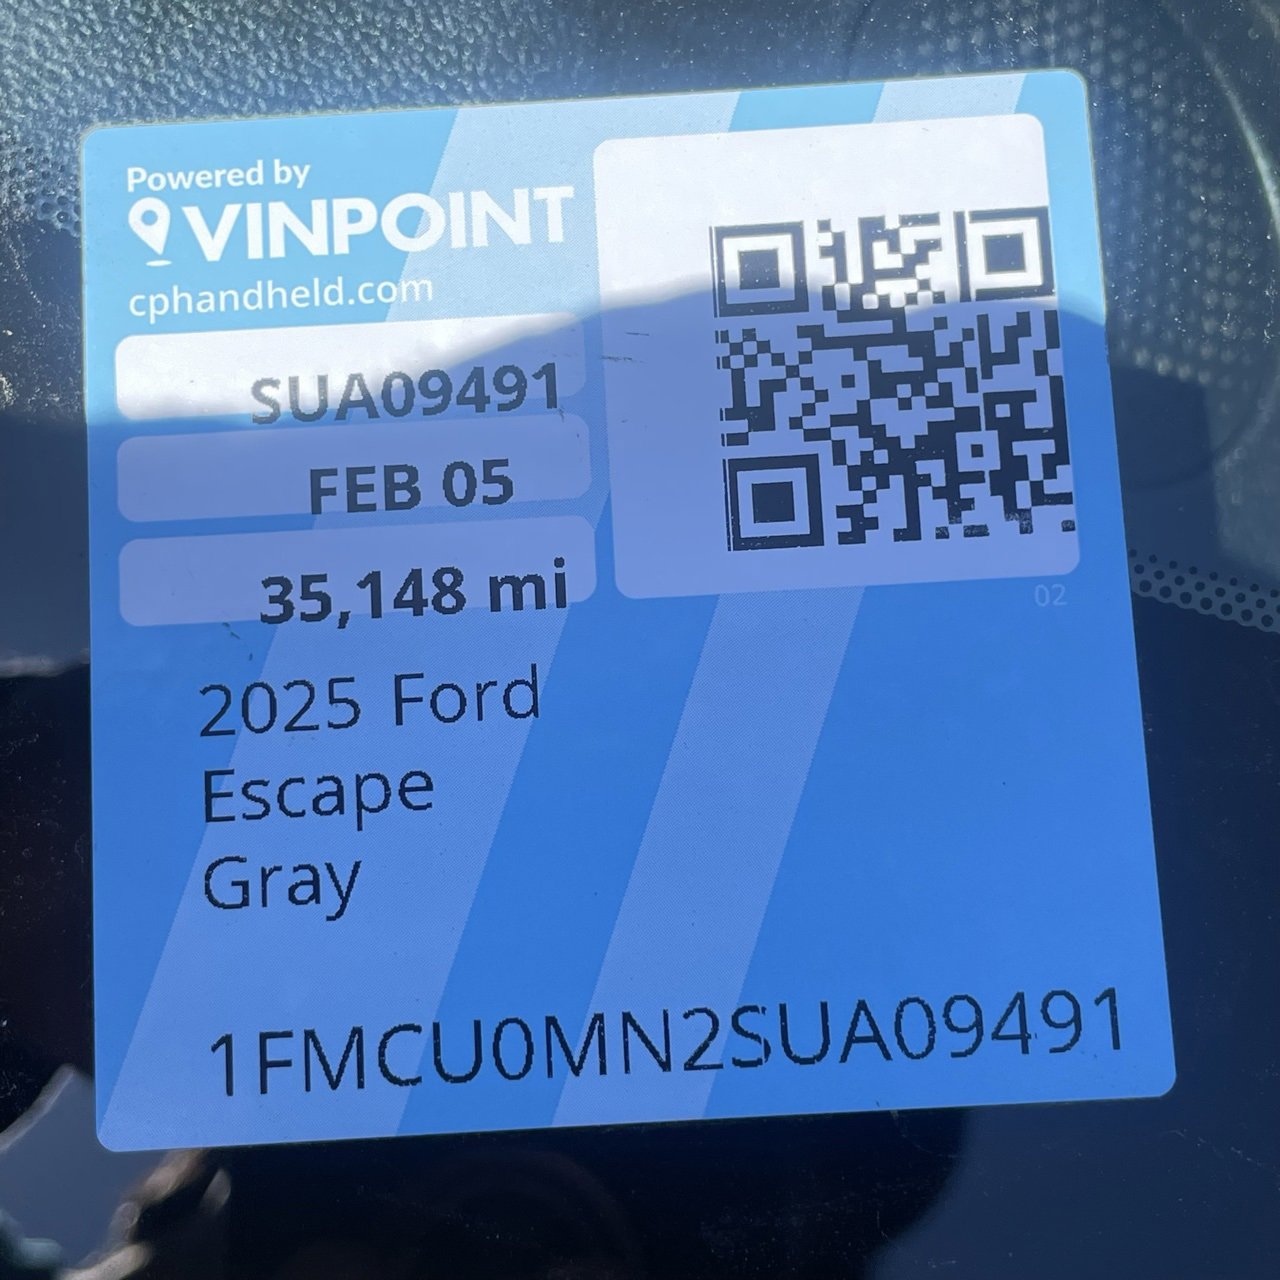 Powered by
VINPOINT
cphandheld.com
SUA09491
FEB 05
35,148 mi
02
2025 Ford
Escape
Gray
1FMCU0MN2SUA09491